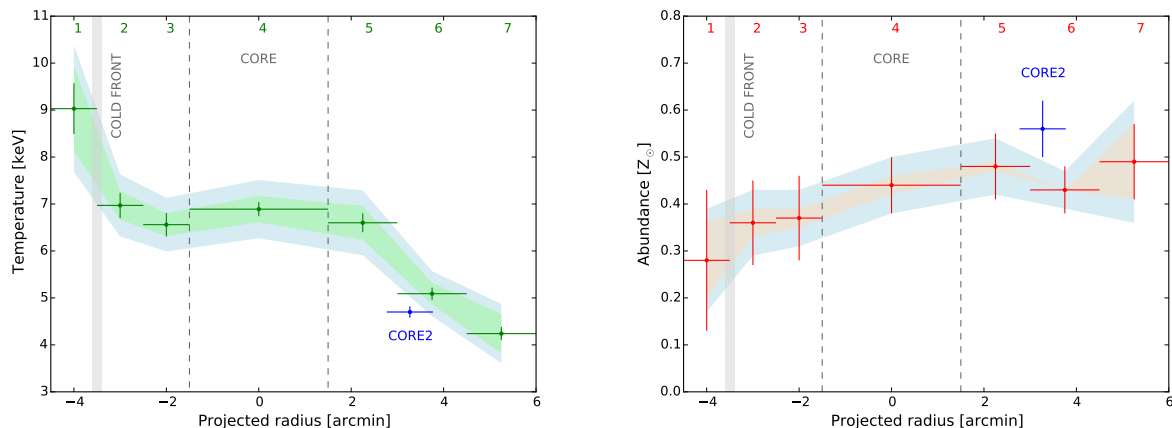 11
10
9
8
7
6
5
4
3
Temperature [keV]
1 2 3 4 5 6 7
COLD FRONT
CORE
CORE2
−4 −2 0 2 4 6
Projected radius [arcmin]
0.8
0.7
0.6
0.5
0.4
0.3
0.2
0.1
0.0
Abundance [Z☉]
1 2 3 4 5 6 7
COLD FRONT
CORE
CORE2
−4 −2 0 2 4 6
Projected radius [arcmin]